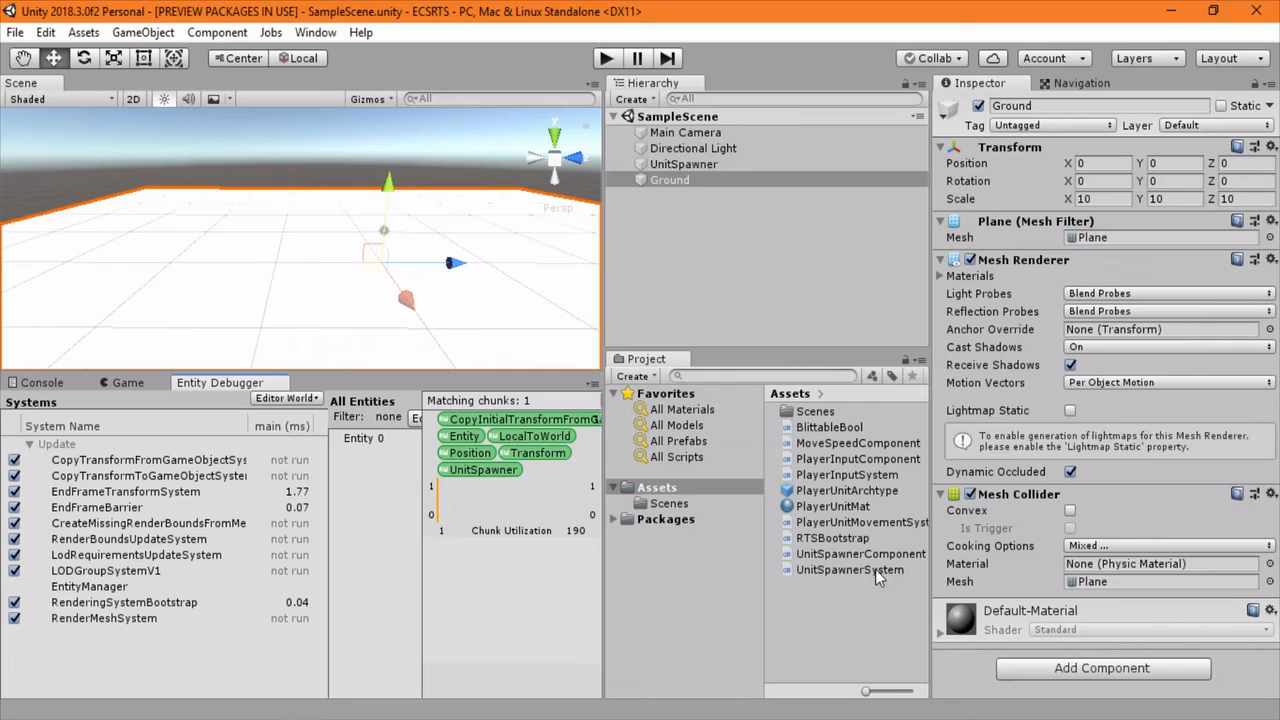 Unity 2018.3.0f2 Personal - [PREVIEW PACKAGES IN USE] - SampleScene.unity - ECSRTS - PC, Mac & Linux Standalone <DX11>
File Edit Assets GameObject Component Jobs Window Help
Center Local
Collab Account Layers Layout
Scene
Shaded 2D Gizmos All
y
Persp
Hierarchy
Create All
SampleScene
Main Camera
Directional Light
UnitSpawner
Ground
Console Game Entity Debugger
Systems Editor World
System Name main (ms)
Update
CopyTransformFromGameObjectSys not run
CopyTransformToGameObjectSystem not run
EndFrameTransformSystem 1.77
EndFrameBarrier 0.07
CreateMissingRenderBoundsFromMe not run
RenderBoundsUpdateSystem not run
LodRequirementsUpdateSystem not run
LODGroupSystemV1 not run
EntityManager
RenderingSystemBootstrap 0.04
RenderMeshSystem not run
All Entities
Filter: none
Entity 0
Matching chunks: 1
CopyInitialTransformFromG
Entity LocalToWorld
Position Transform
UnitSpawner
1 1
0 0
1 Chunk Utilization 190
Project
Create
Favorites
All Materials
All Models
All Prefabs
All Scripts
Assets
Scenes
Packages
Assets
Scenes
BlittableBool
MoveSpeedComponent
PlayerInputComponent
PlayerInputSystem
PlayerUnitArchtype
PlayerUnitMat
PlayerUnitMovementSyst
RTSBootstrap
UnitSpawnerComponent
UnitSpawnerSystem
Inspector Navigation
Ground Static
Tag Untagged Layer Default
Transform
Position X 0 Y 0 Z 0
Rotation X 0 Y 0 Z 0
Scale X 10 Y 10 Z 10
Plane (Mesh Filter)
Mesh Plane
Mesh Renderer
Materials
Light Probes Blend Probes
Reflection Probes Blend Probes
Anchor Override None (Transform)
Cast Shadows On
Receive Shadows
Motion Vectors Per Object Motion
Lightmap Static
To enable generation of lightmaps for this Mesh Renderer, please enable the 'Lightmap Static' property.
Dynamic Occluded
Mesh Collider
Convex
Is Trigger
Cooking Options Mixed ...
Material None (Physic Material)
Mesh Plane
Default-Material
Shader Standard
Add Component